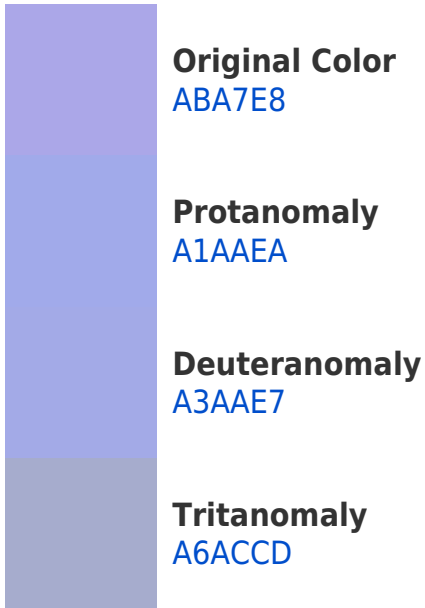 Original Color
ABA7E8
Protanomaly
A1AAEA
Deuteranomaly
A3AAE7
Tritanomaly
A6ACCD